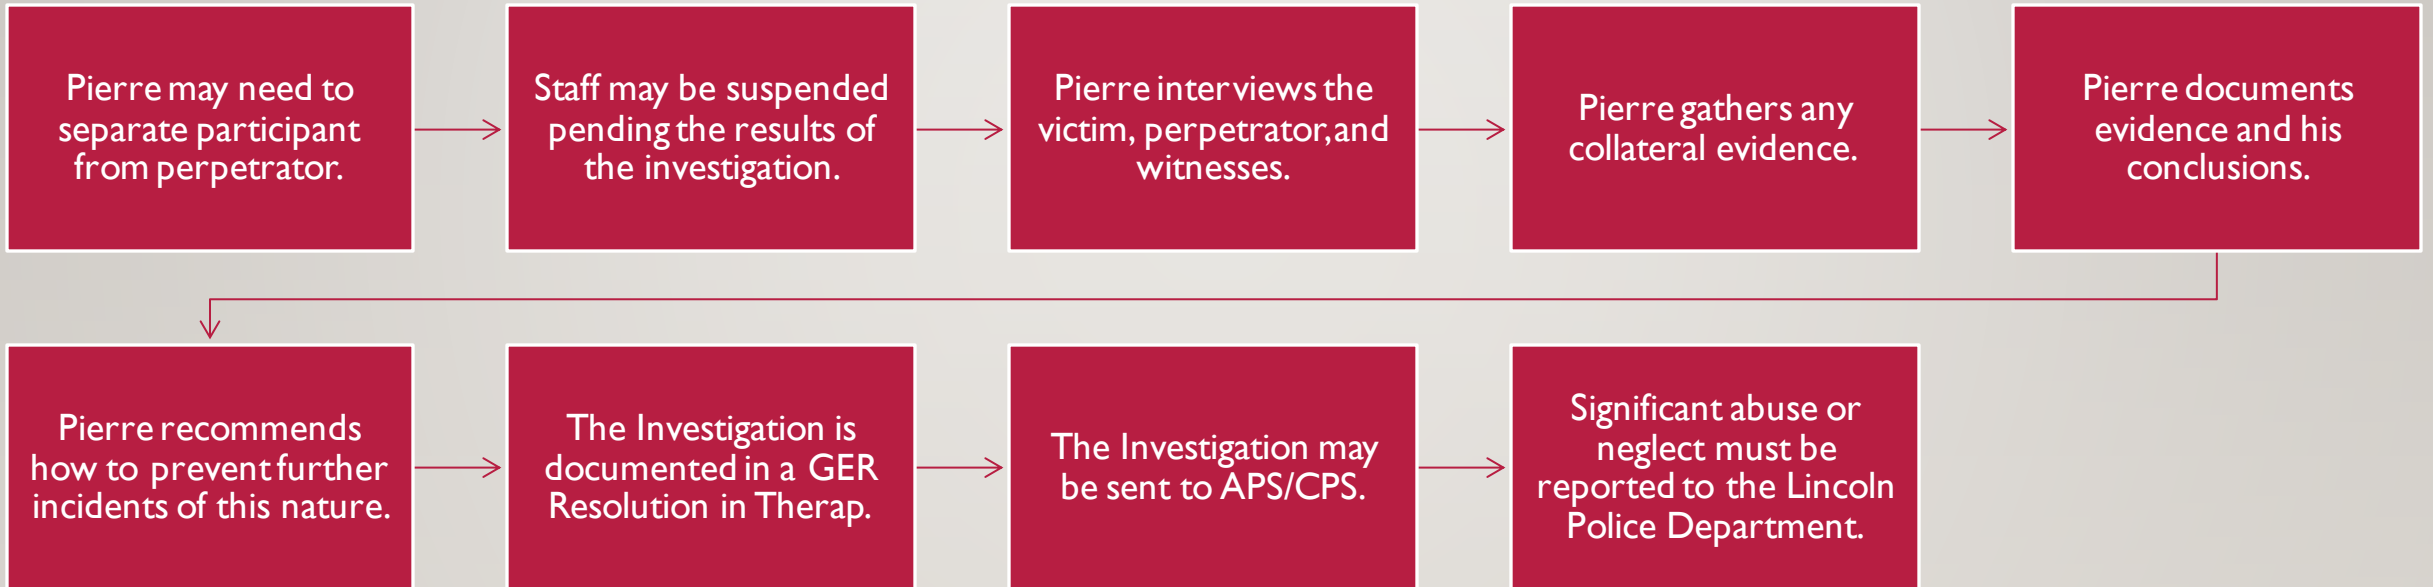 Pierre may need to
separate participant
from perpetrator.
Staff may be suspended
pending the results of
the investigation.
Pierre interviews the
victim, perpetrator, and
witnesses.
Pierre gathers any
collateral evidence.
Pierre documents
evidence and his
conclusions.
Pierre recommends
how to prevent further
incidents of this nature.
The Investigation is
documented in a GER
Resolution in Therap.
The Investigation may
be sent to APS/CPS.
Significant abuse or
neglect must be
reported to the Lincoln
Police Department.